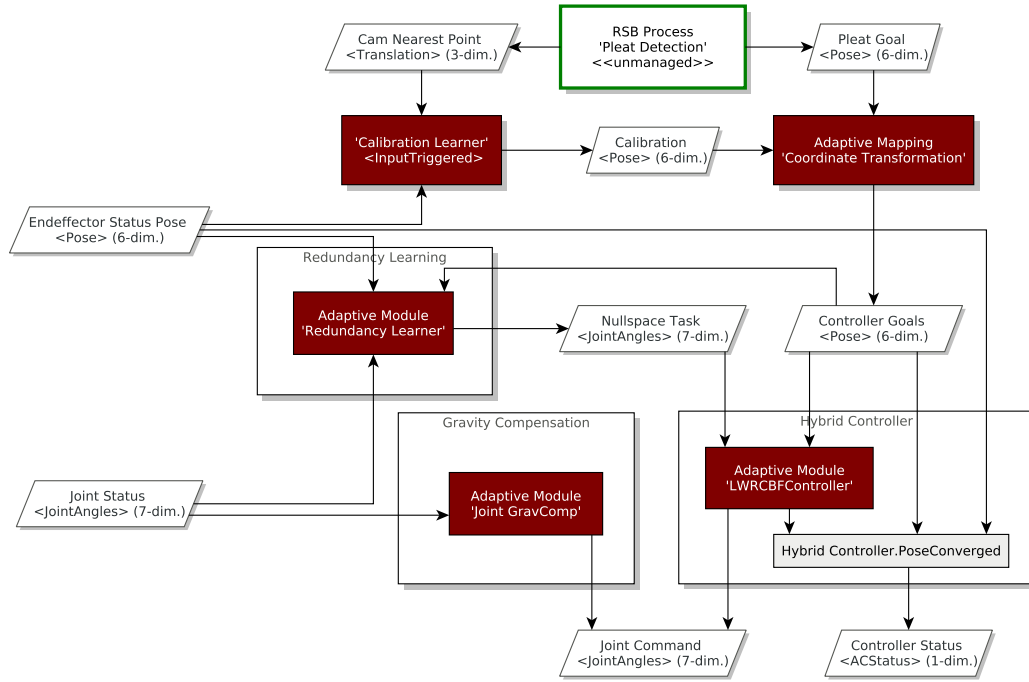 Cam Nearest Point
<Translation> (3-dim.)
RSB Process
'Pleat Detection'
<<unmanaged>>
Pleat Goal
<Pose> (6-dim.)
'Calibration Learner'
<InputTriggered>
Calibration
<Pose> (6-dim.)
Adaptive Mapping
'Coordinate Transformation'
Endeffector Status Pose
<Pose> (6-dim.)
Redundancy Learning
Adaptive Module
'Redundancy Learner'
Nullspace Task
<JointAngles> (7-dim.)
Controller Goals
<Pose> (6-dim.)
Gravity Compensation
Hybrid Controller
Joint Status
<JointAngles> (7-dim.)
Adaptive Module
'Joint GravComp'
Adaptive Module
'LWRCBFController'
Hybrid Controller.PoseConverged
Joint Command
<JointAngles> (7-dim.)
Controller Status
<ACStatus> (1-dim.)